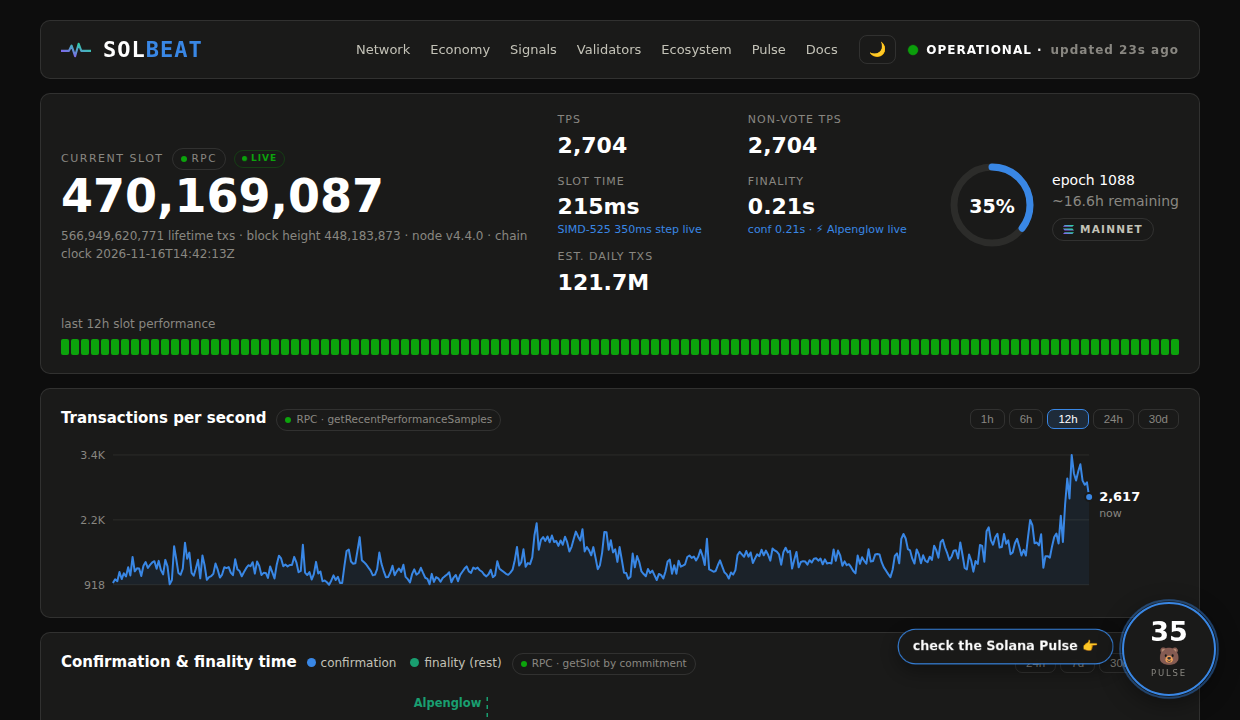 SOLBEAT
Network Economy Signals Validators Ecosystem Pulse Docs
OPERATIONAL · updated 23s ago
CURRENT SLOT RPC LIVE
470,169,087
566,949,620,771 lifetime txs · block height 448,183,873 · node v4.4.0 · chain
clock 2026-11-16T14:42:13Z
TPS
2,704
NON-VOTE TPS
2,704
SLOT TIME
215ms
SIMD-525 350ms step live
FINALITY
0.21s
conf 0.21s · ⚡ Alpenglow live
EST. DAILY TXS
121.7M
35%
epoch 1088
~16.6h remaining
MAINNET
last 12h slot performance
Transactions per second RPC · getRecentPerformanceSamples
1h 6h 12h 24h 30d
3.4K
2.2K
918
2,617
now
Confirmation & finality time confirmation finality (rest) RPC · getSlot by commitment
Alpenglow
check the Solana Pulse 👉
35
PULSE